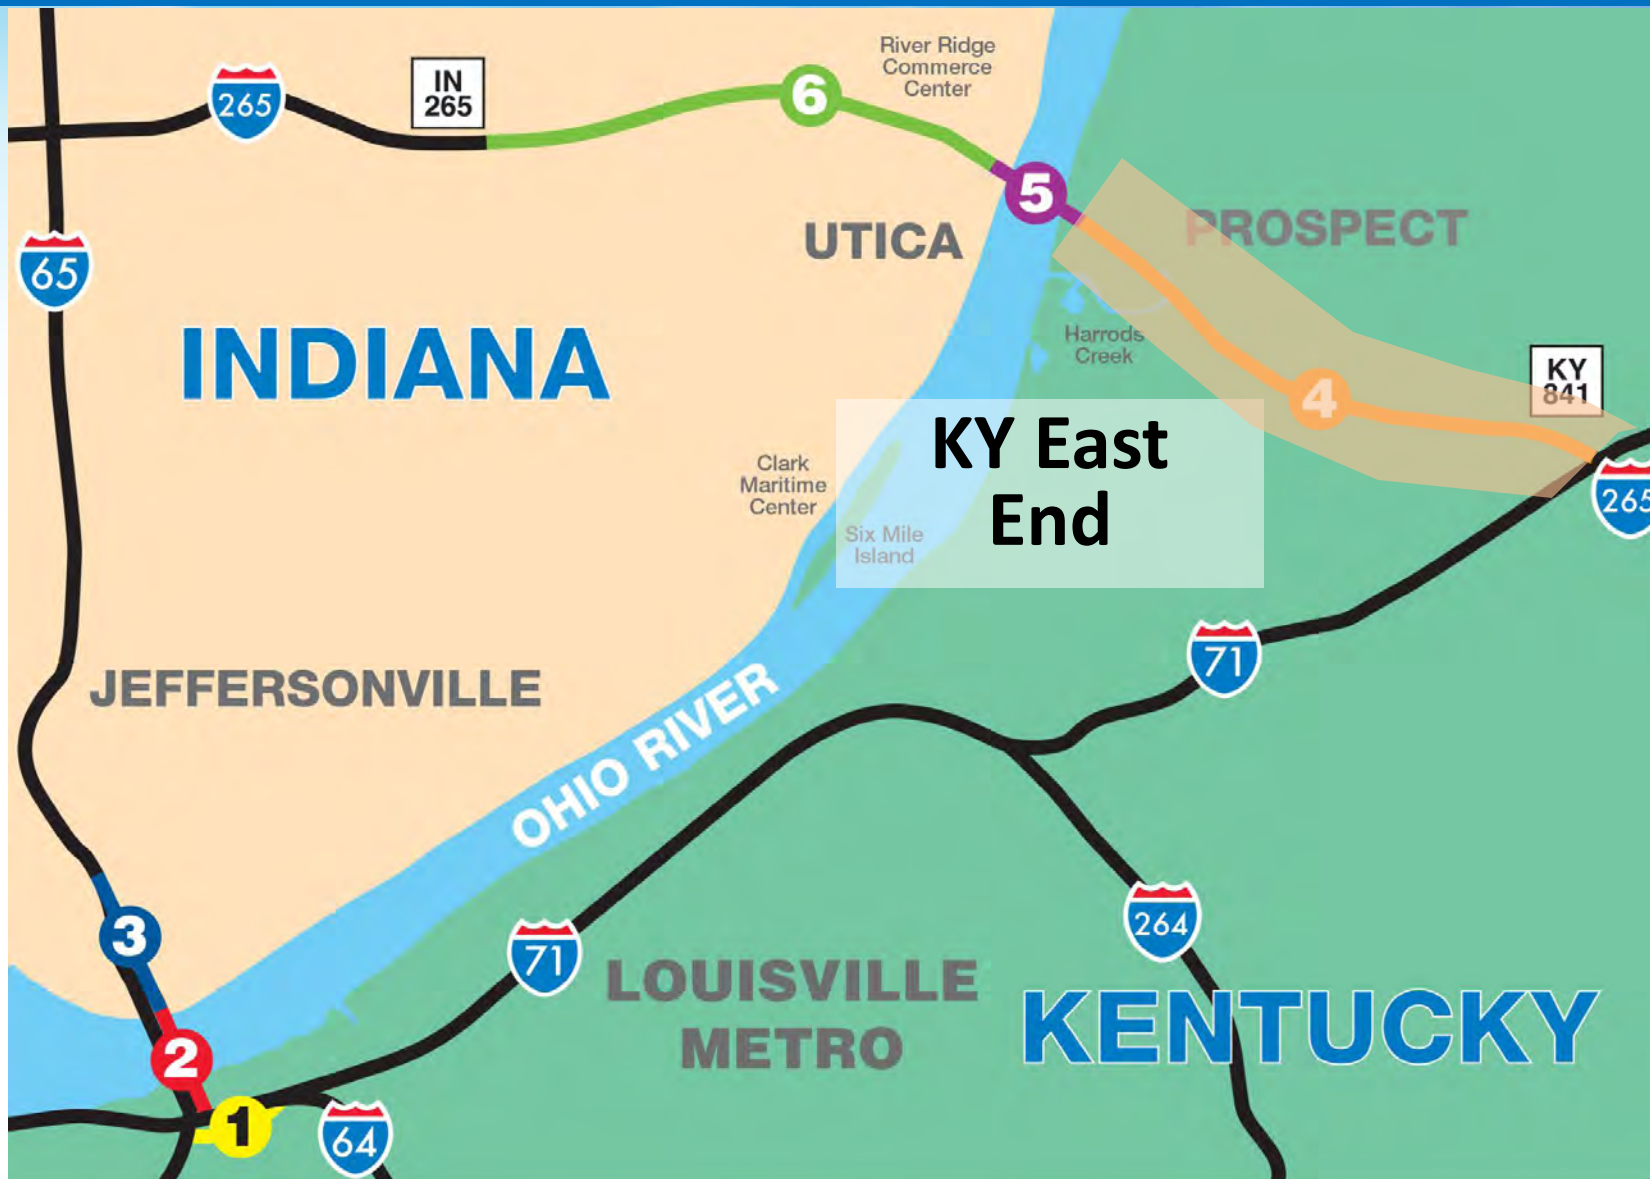 River Ridge
Commerce
Center
265
IN
265
6
5
UTICA
PROSPECT
65
INDIANA
Harrods
Creek
4
KY
841
KY East
End
Clark
Maritime
Center
Six Mile
Island
265
71
JEFFERSONVILLE
OHIO RIVER
3
71
264
LOUISVILLE
METRO
KENTUCKY
2
1
64